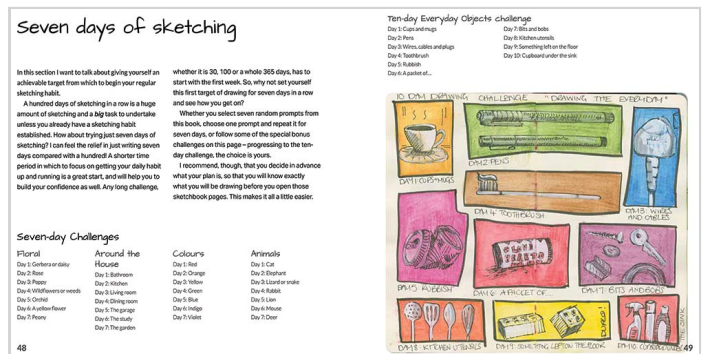 Seven days of sketching
In this section I want to talk about giving yourself an
achievable target from which to begin your regular
sketching habit.
A hundred days of sketching in a row is a huge
amount of sketching and a big task to undertake
unless you already have a sketching habit
established. How about trying just seven days of
sketching? I can feel the relief in just writing seven
days compared with a hundred! A shorter time
period in which to focus on getting your daily habit
up and running is a great start, and will help you to
build your confidence as well. Any long challenge,
whether it is 30, 100 or a whole 365 days, has to
start with the first week. So, why not set yourself
this first target of drawing for seven days in a row
and see how you get on?
Whether you select seven random prompts from
this book, choose one prompt and repeat it for
seven days, or follow some of the special bonus
challenges on this page – progressing to the ten-
day challenge, the choice is yours.
I recommend, though, that you decide in advance
what your plan is, so that you will know exactly
what you will be drawing before you open those
sketchbook pages. This makes it all a little easier.
Seven-day Challenges
Floral
Day 1: Gerbera or daisy
Day 2: Rose
Day 3: Poppy
Day 4: Wildflowers or weeds
Day 5: Orchid
Day 6: A yellow flower
Day 7: Peony
Around the
House
Day 1: Bathroom
Day 2: Kitchen
Day 3: Living room
Day 4: Dining room
Day 5: The garage
Day 6: The study
Day 7: The garden
Colours
Day 1: Red
Day 2: Orange
Day 3: Yellow
Day 4: Green
Day 5: Blue
Day 6: Indigo
Day 7: Violet
Animals
Day 1: Cat
Day 2: Elephant
Day 3: Lizard or snake
Day 4: Rabbit
Day 5: Lion
Day 6: Mouse
Day 7: Deer
48
Ten-day Everyday Objects challenge
Day 1: Cups and mugs
Day 2: Pens
Day 3: Wires, cables and plugs
Day 4: Toothbrush
Day 5: Rubbish
Day 6: A packet of...
Day 7: Bits and bobs
Day 8: Kitchen utensils
Day 9: Something left on the floor
Day 10: Cupboard under the sink
10 DAY DRAWING CHALLENGE "DRAWING THE EVERYDAY"
DAY 1: CUPS + MUGS
DAY 2: PENS
DAY 3: WIRES
AND CABLES
DAY 4: TOOTHBRUSH
DAY 5: RUBBISH
DAY 6: A PACKET OF...
DAY 7: BITS AND BOBS
DAY 8: KITCHEN UTENSILS
DAY 9: SOMETHING LEFT ON THE FLOOR
DAY 10:
THE SINK
49